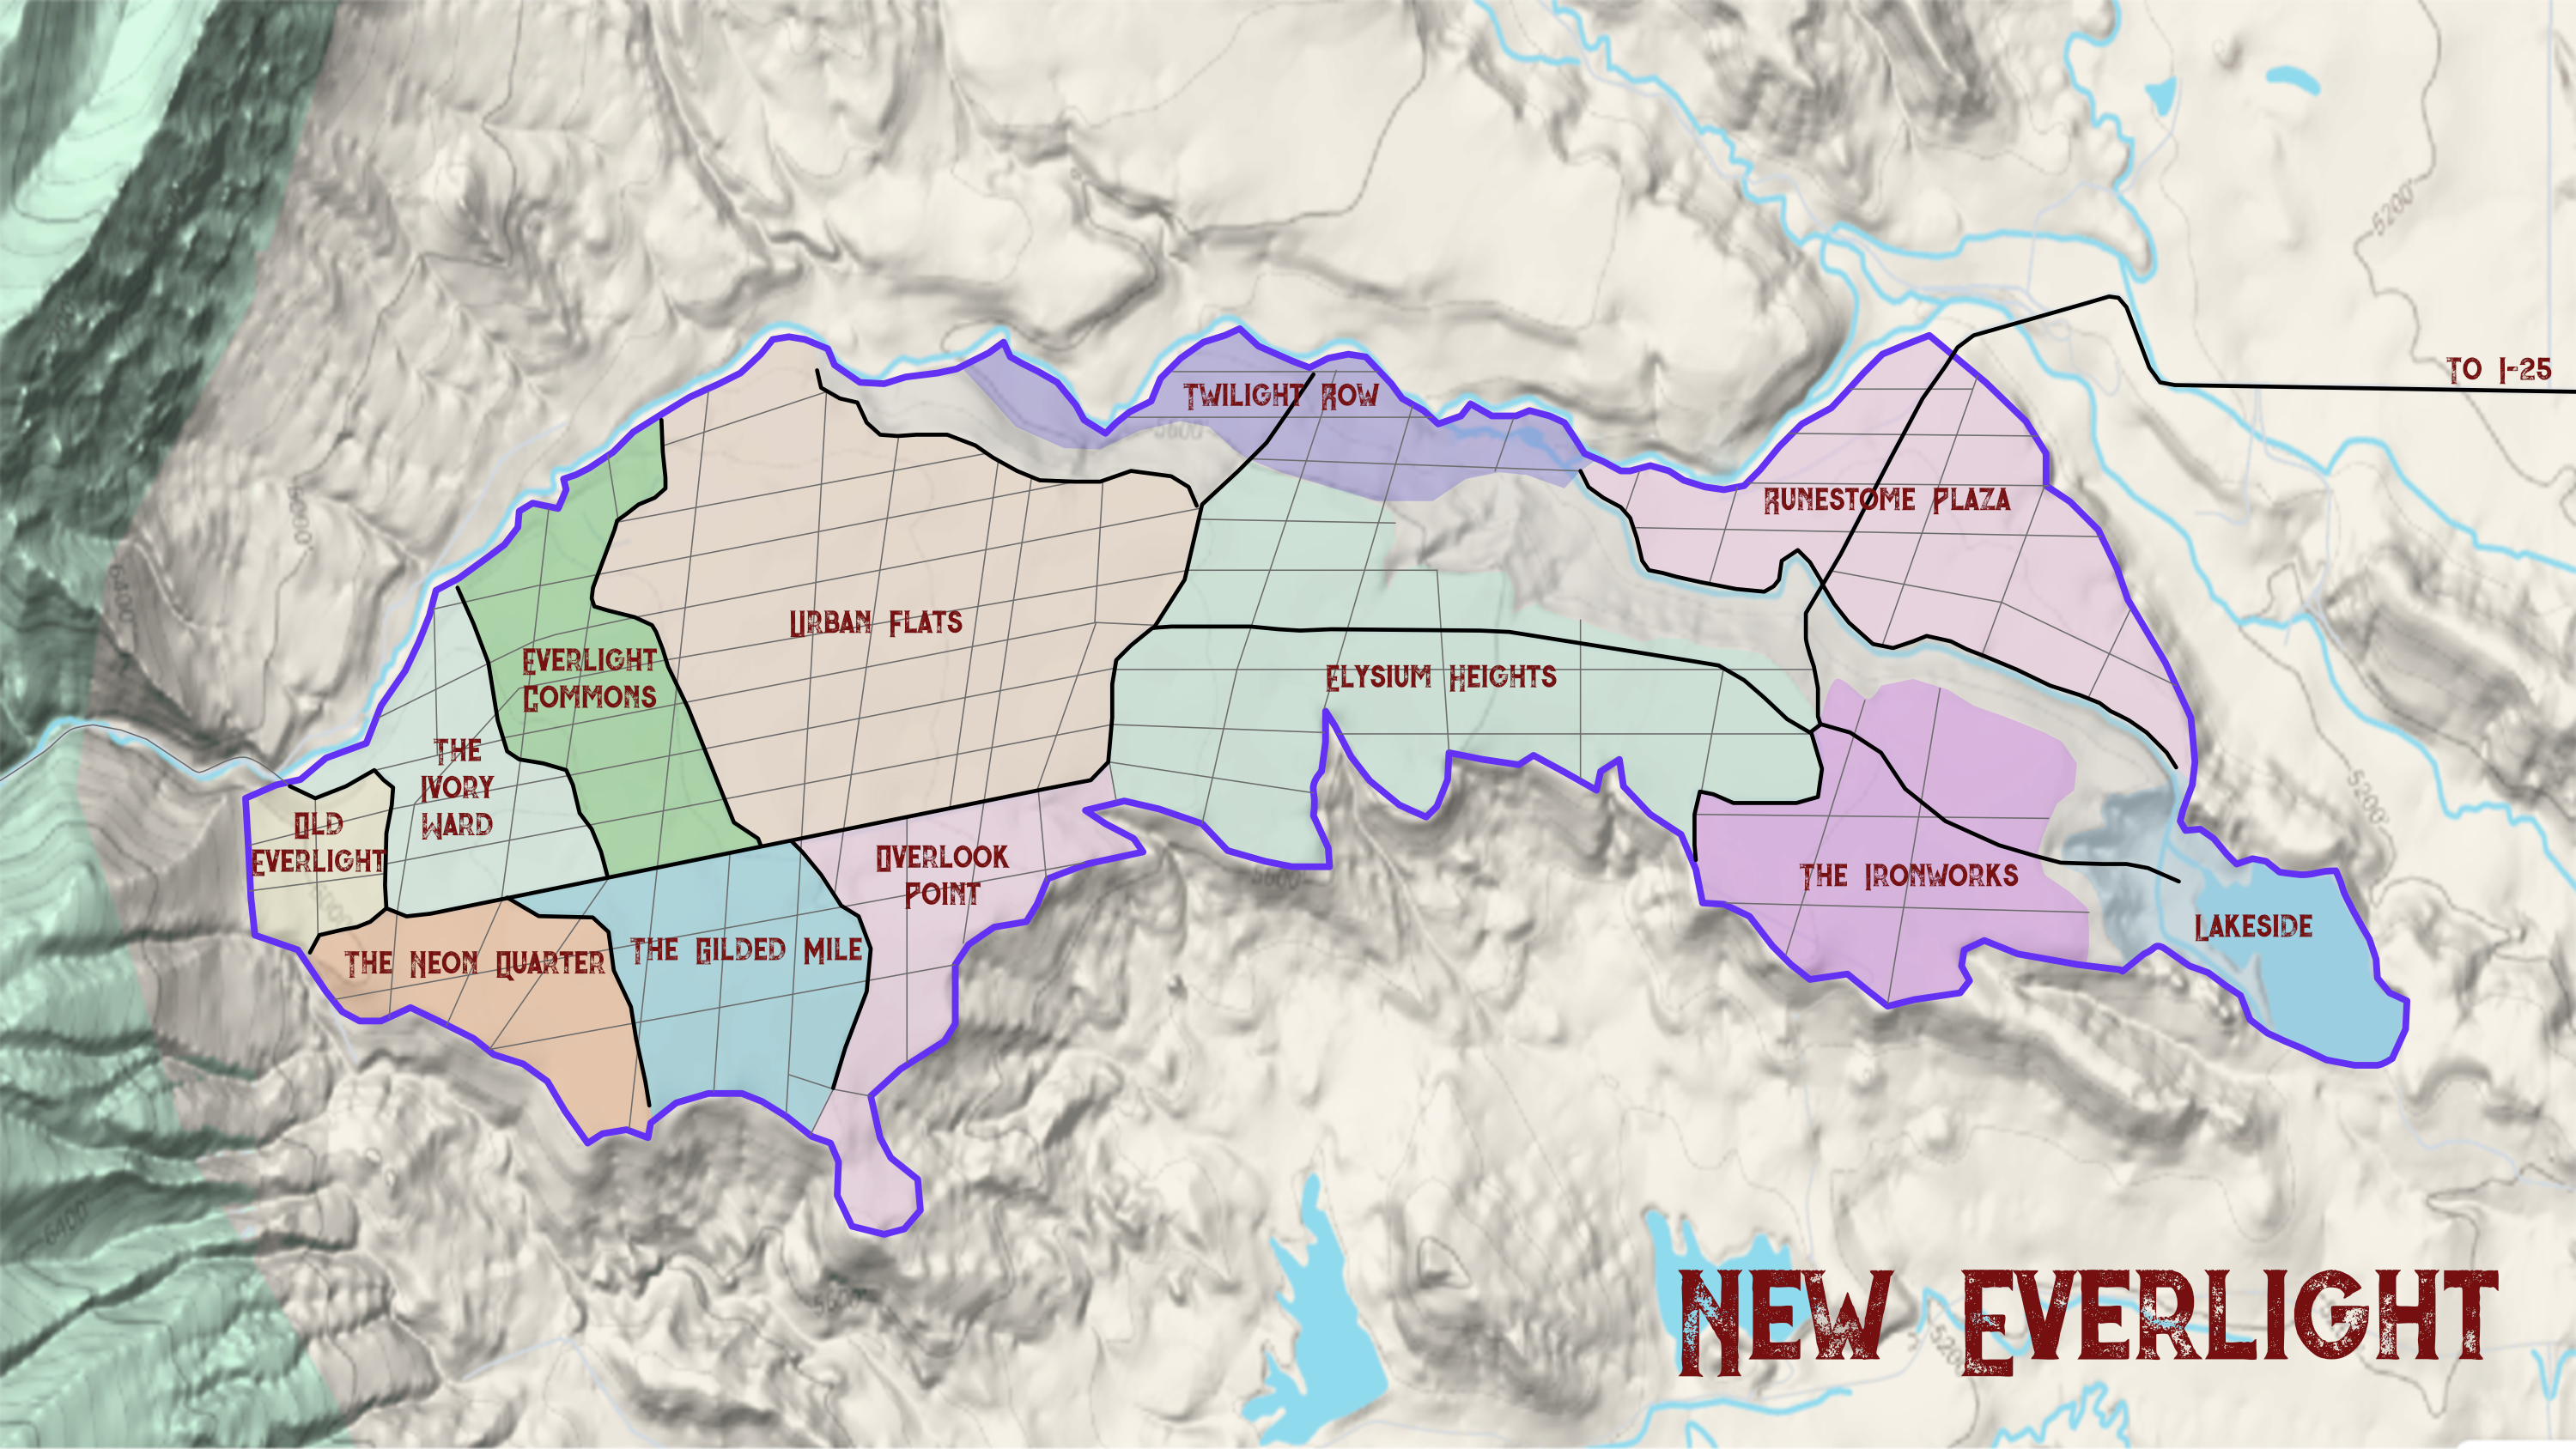 TO I-25
TWILIGHT ROW
RUNESTOME PLAZA
URBAN FLATS
EVERLIGHT
COMMONS
ELYSIUM HEIGHTS
THE
IVORY
WARD
OLD
EVERLIGHT
OVERLOOK
POINT
THE IRONWORKS
LAKESIDE
THE NEON QUARTER
THE GILDED MILE
NEW EVERLIGHT
5200'
5600'
6400'
5200'
5600'
6400'
5600'
5200'